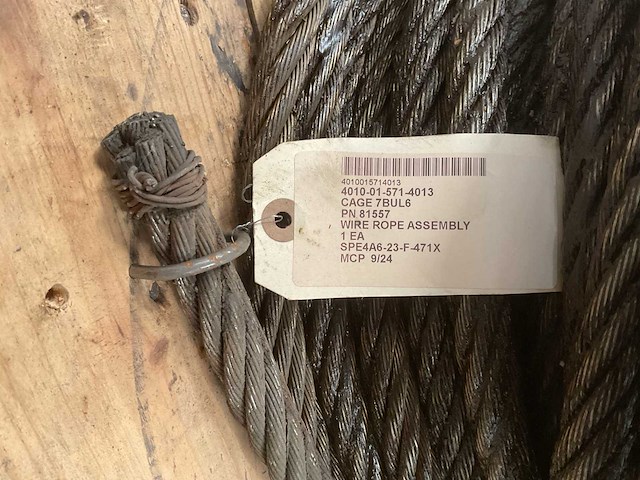 4010015714013
4010-01-571-4013
CAGE 7BUL6
PN 81557
WIRE ROPE ASSEMBLY
1 EA
SPE4A6-23-F-471X
MCP 9/24